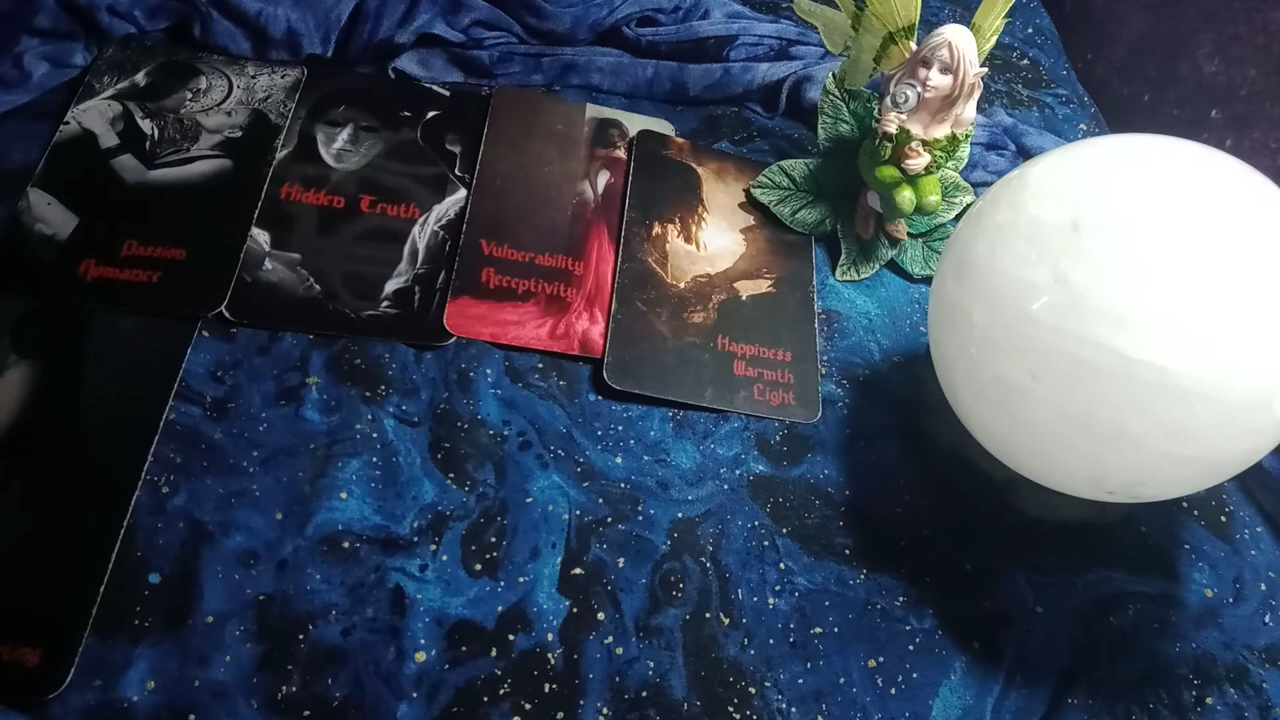 Passion
Romance
Hidden Truth
Vulnerability
Receptivity
Happiness
Warmth
Light